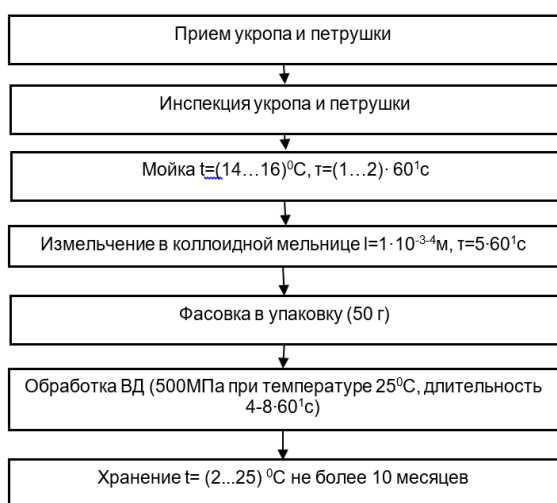 Прием укропа и петрушки
Инспекция укропа и петрушки
Мойка t=(14...16)⁰С, τ=(1...2)· 60¹с
Измельчение в коллоидной мельнице l=1·10⁻³⁻⁴м, τ=5·60¹с
Фасовка в упаковку (50 г)
Обработка ВД (500МПа при температуре 25⁰С, длительность
4-8·60¹с)
Хранение t= (2...25) ⁰С не более 10 месяцев